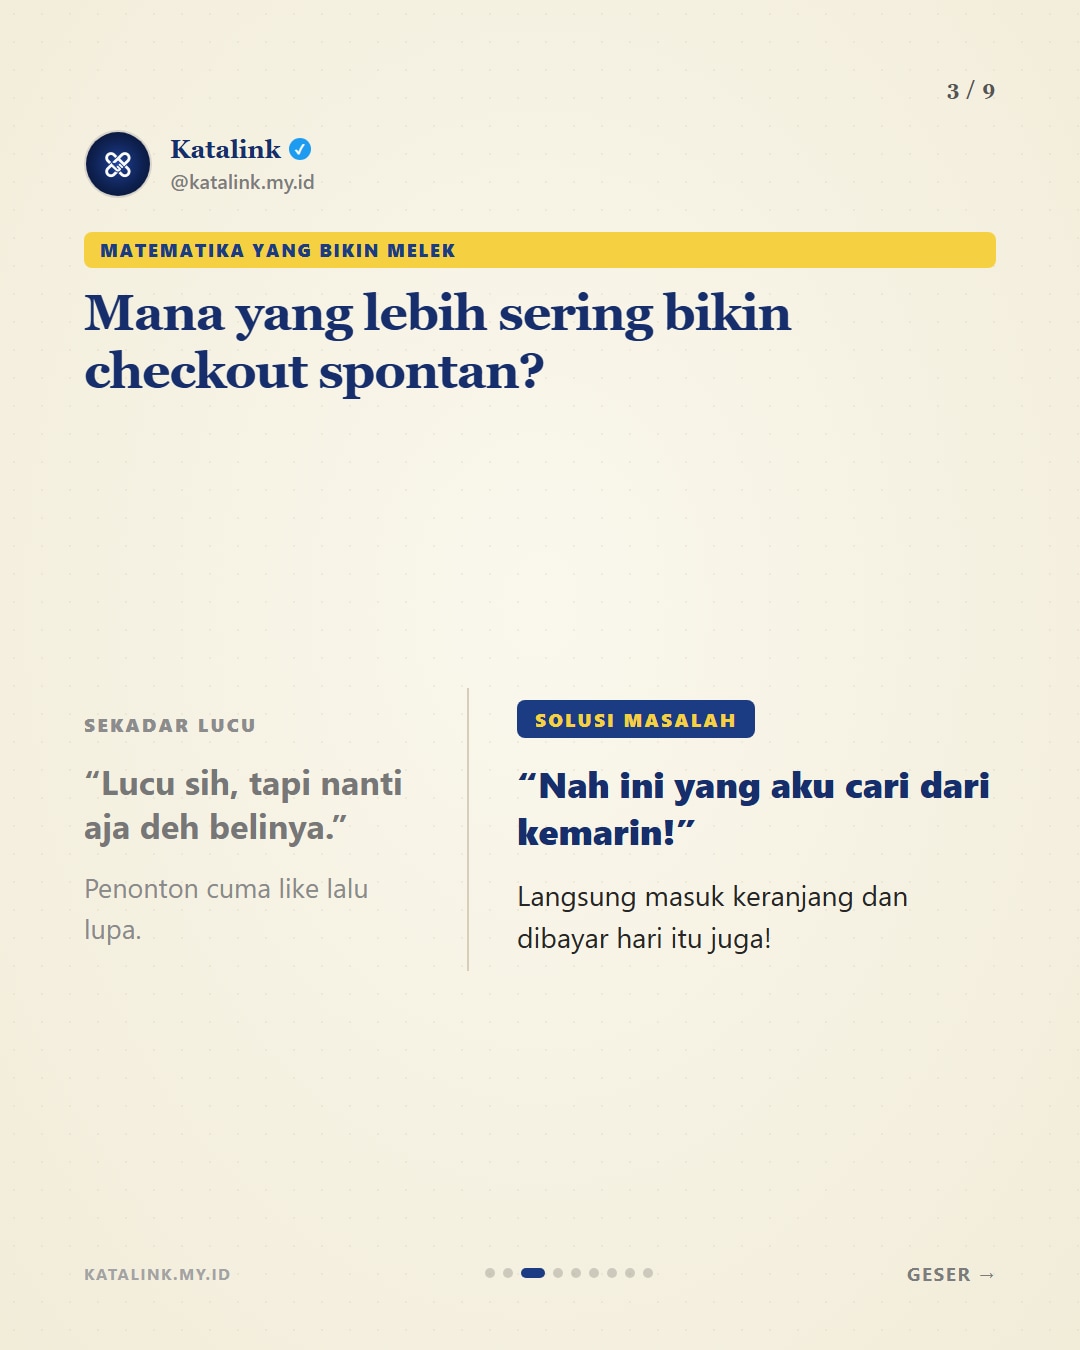 3 / 9
Katalink
@katalink.my.id
MATEMATIKA YANG BIKIN MELEK
Mana yang lebih sering bikin
checkout spontan?
SEKADAR LUCU
“Lucu sih, tapi nanti
aja deh belinya.”
Penonton cuma like lalu
lupa.
SOLUSI MASALAH
“Nah ini yang aku cari dari
kemarin!”
Langsung masuk keranjang dan
dibayar hari itu juga!
KATALINK.MY.ID
GESER →